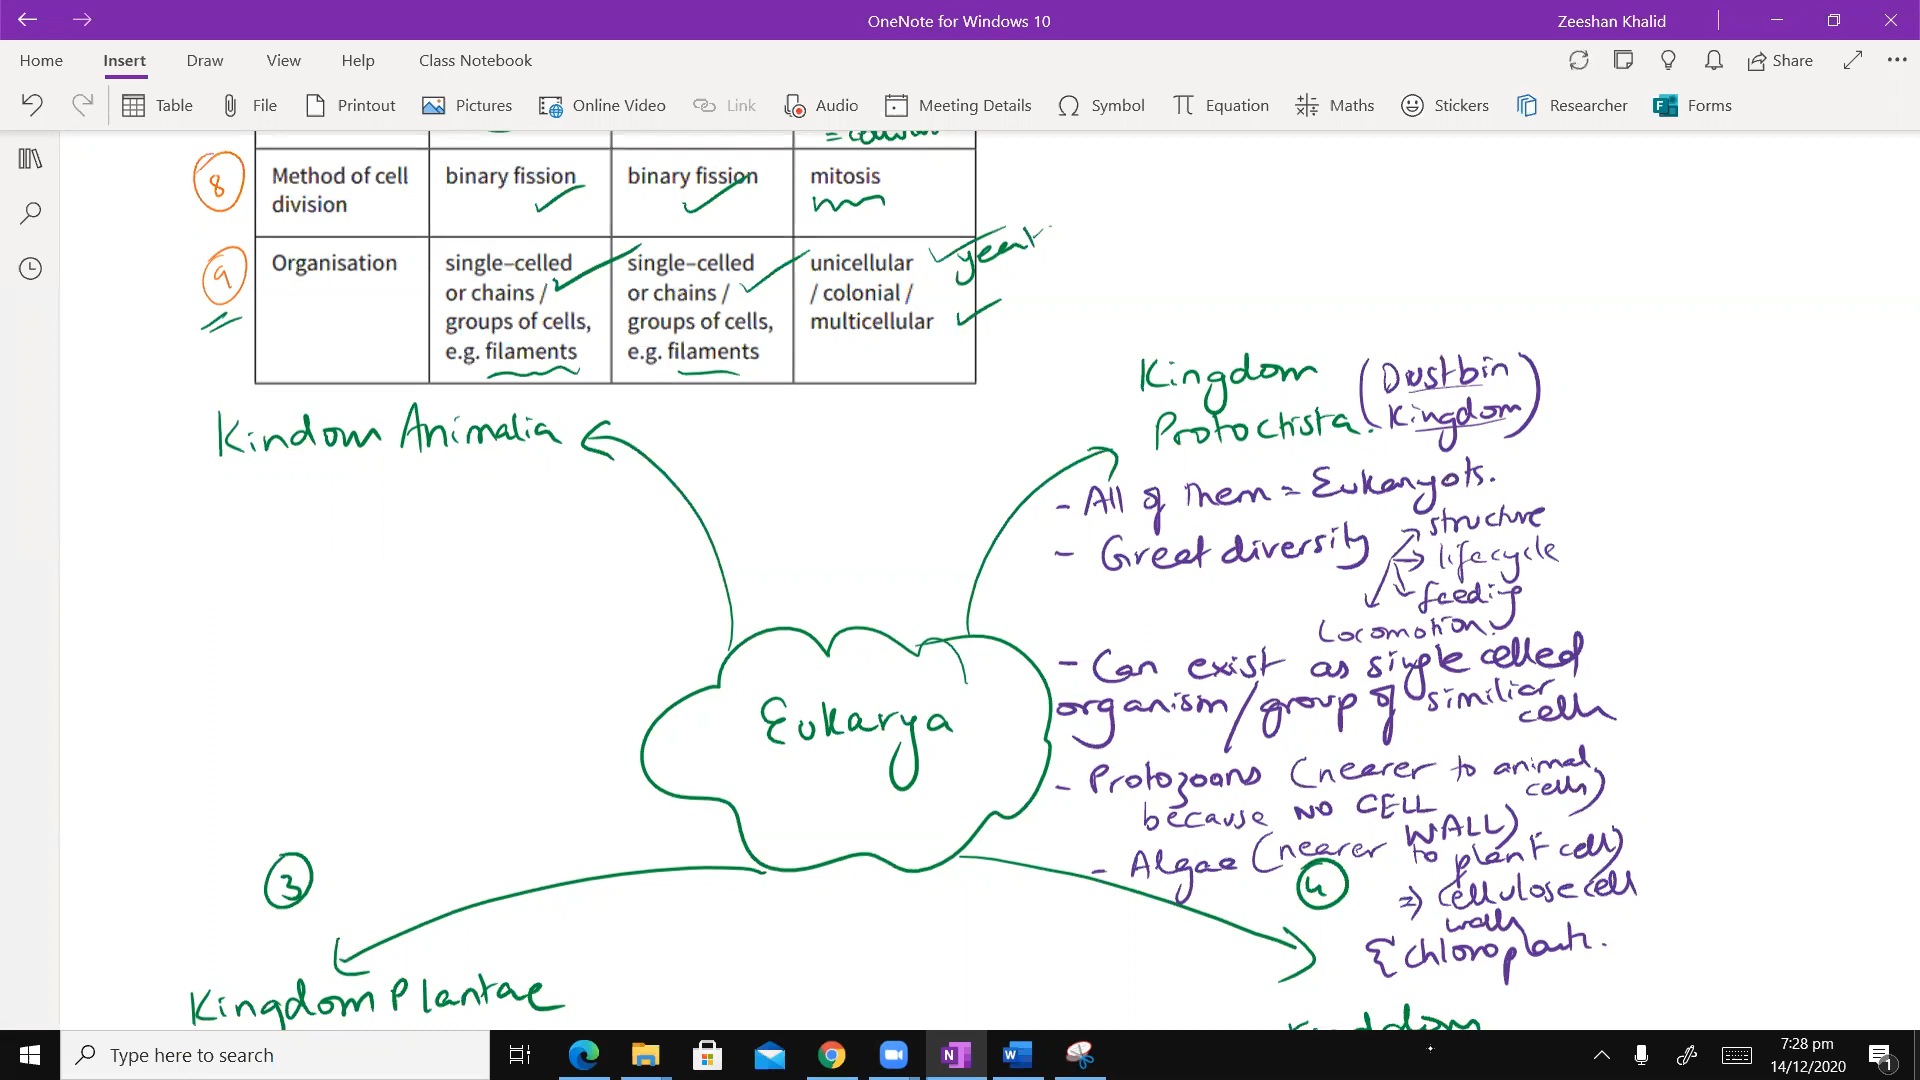 OneNote for Windows 10
Zeeshan Khalid
Home Insert Draw View Help Class Notebook
Share
Table File Printout Pictures Online Video Link Audio Meeting Details Symbol Equation Maths Stickers Researcher Forms
8 Method of cell division binary fission binary fission mitosis
9 Organisation
single–celled
or chains /
groups of cells,
e.g. filaments
single–celled
or chains /
groups of cells,
e.g. filaments
unicellular
/ colonial /
multicellular
Kindom Animalia
Kingdom
Protoctista.
(Dustbin
Kingdom)
- All of them = Eukaryots.
- Great diversity
structure
lifecycle
feeding
Locomotion.
- Can exist as single celled
organism/group of similiar
cells
- Protozoans (nearer to animal
cells)
because NO CELL
WALL)
- Algae (nearer to plant cell)
⇒ cellulose cell
walls
& chloroplast.
Eukarya
3
4
Kingdom Plantae
Kingdom
Type here to search
7:28 pm
14/12/2020
1